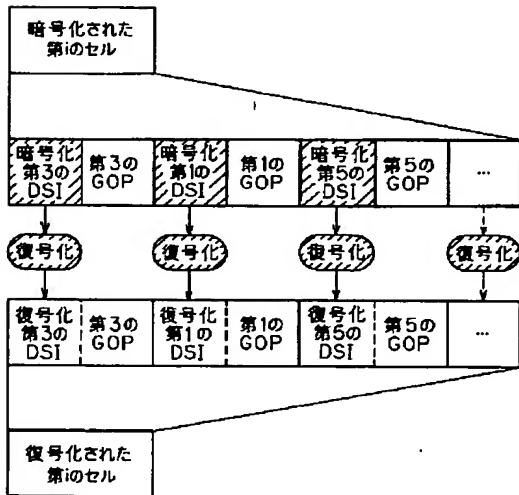 暗号化された
第iのセル
暗号化
第3の
DSI
第3の
GOP
暗号化
第1の
DSI
第1の
GOP
暗号化
第5の
DSI
第5の
GOP
…
復号化
復号化
復号化
復号化
復号化
第3の
DSI
第3の
GOP
復号化
第1の
DSI
第1の
GOP
復号化
第5の
DSI
第5の
GOP
…
復号化された
第iのセル